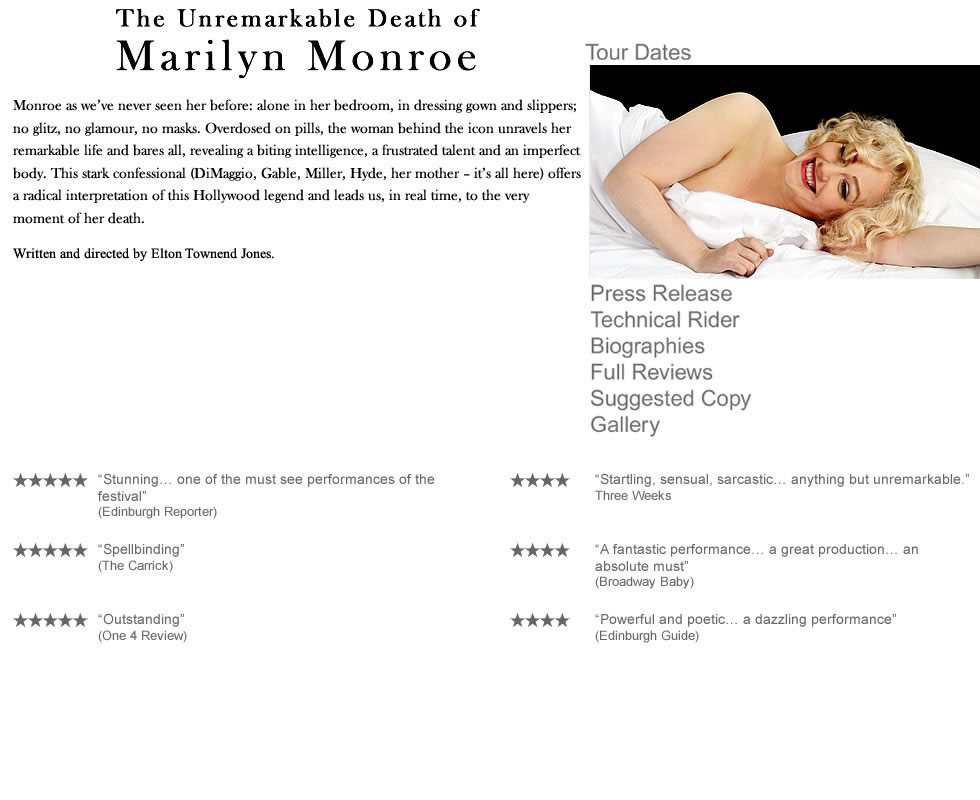 The Unremarkable Death of
Marilyn Monroe
Monroe as we've never seen her before: alone in her bedroom, in dressing gown and slippers;
no glitz, no glamour, no masks. Overdosed on pills, the woman behind the icon unravels her
remarkable life and bares all, revealing a biting intelligence, a frustrated talent and an imperfect
body. This stark confessional (DiMaggio, Gable, Miller, Hyde, her mother – it's all here) offers
a radical interpretation of this Hollywood legend and leads us, in real time, to the very
moment of her death.
Written and directed by Elton Townend Jones.
Tour Dates
Press Release
Technical Rider
Biographies
Full Reviews
Suggested Copy
Gallery
★★★★★ “Stunning… one of the must see performances of the
festival”
(Edinburgh Reporter)
★★★★★ “Spellbinding”
(The Carrick)
★★★★★ “Outstanding”
(One 4 Review)
★★★★ “Startling, sensual, sarcastic… anything but unremarkable.”
Three Weeks
★★★★ “A fantastic performance… a great production… an
absolute must”
(Broadway Baby)
★★★★ “Powerful and poetic… a dazzling performance”
(Edinburgh Guide)